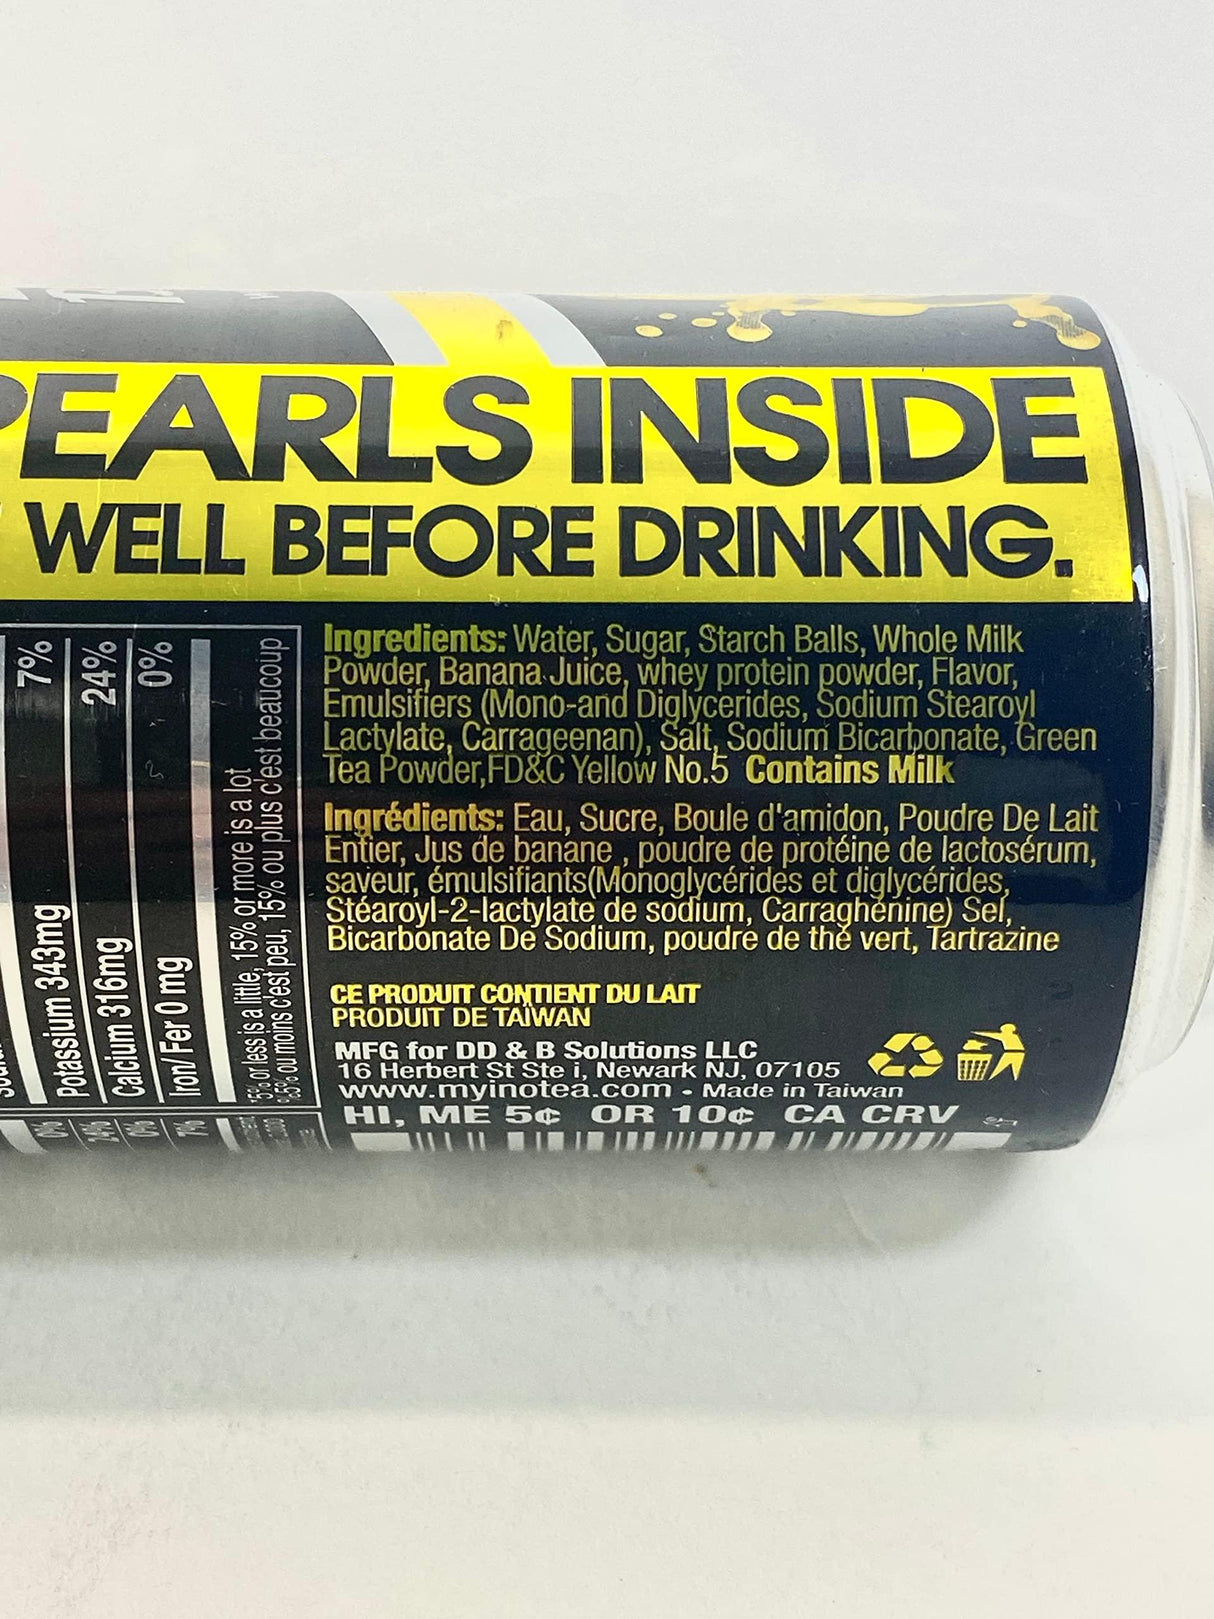 PEARLS INSIDE
WELL BEFORE DRINKING.
7%
Potassium 343mg
24%
Calcium 316mg
0%
Iron/ Fer 0 mg
*5% or less is a little, 15% or more is a lot
*5% ou moins c'est peu, 15% ou plus c'est beaucoup
Ingredients: Water, Sugar, Starch Balls, Whole Milk
Powder, Banana Juice, whey protein powder, Flavor,
Emulsifiers (Mono-and Diglycerides, Sodium Stearoyl
Lactylate, Carrageenan), Salt, Sodium Bicarbonate, Green
Tea Powder,FD&C Yellow No.5 Contains Milk
Ingrédients: Eau, Sucre, Boule d'amidon, Poudre De Lait
Entier, Jus de banane , poudre de protéine de lactosérum,
saveur, émulsifiants(Monoglycérides et diglycérides,
Stéaroyl-2-lactylate de sodium, Carraghénine) Sel,
Bicarbonate De Sodium, poudre de thé vert, Tartrazine
CE PRODUIT CONTIENT DU LAIT
PRODUIT DE TAÏWAN
MFG for DD & B Solutions LLC
16 Herbert St Ste i, Newark NJ, 07105
www.myinotea.com • Made in Taiwan
HI, ME 5¢ OR 10¢ CA CRV